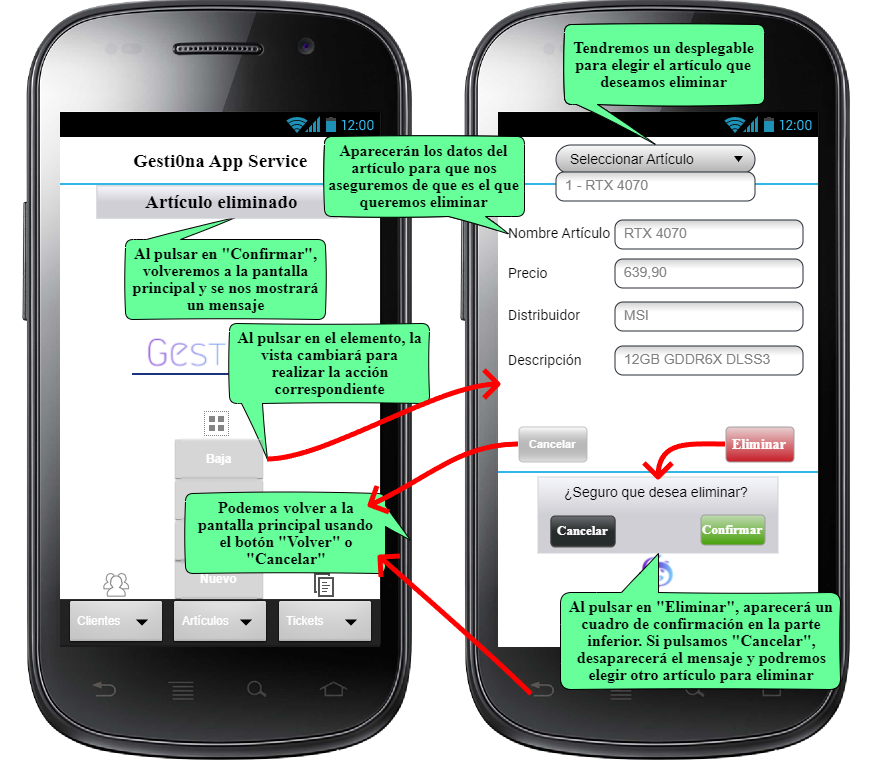 12:00
Gesti0na App Service
Artículo eliminado
Al pulsar en "Confirmar",
volveremos a la pantalla
principal y se nos mostrará
un mensaje
Gest
Al pulsar en el elemento, la
vista cambiará para
realizar la acción
correspondiente
Baja
Podemos volver a la
pantalla principal usando
el botón "Volver" o
"Cancelar"
Nuevo
Clientes
Artículos
Tickets
Tendremos un desplegable
para elegir el artículo que
deseamos eliminar
12:00
Aparecerán los datos del
artículo para que nos
aseguremos de que es el que
queremos eliminar
Seleccionar Artículo
1 - RTX 4070
Nombre Artículo RTX 4070
Precio 639,90
Distribuidor MSI
Descripción 12GB GDDR6X DLSS3
Cancelar Eliminar
¿Seguro que desea eliminar?
Cancelar Confirmar
Al pulsar en "Eliminar", aparecerá un
cuadro de confirmación en la parte
inferior. Si pulsamos "Cancelar",
desaparecerá el mensaje y podremos
elegir otro artículo para eliminar